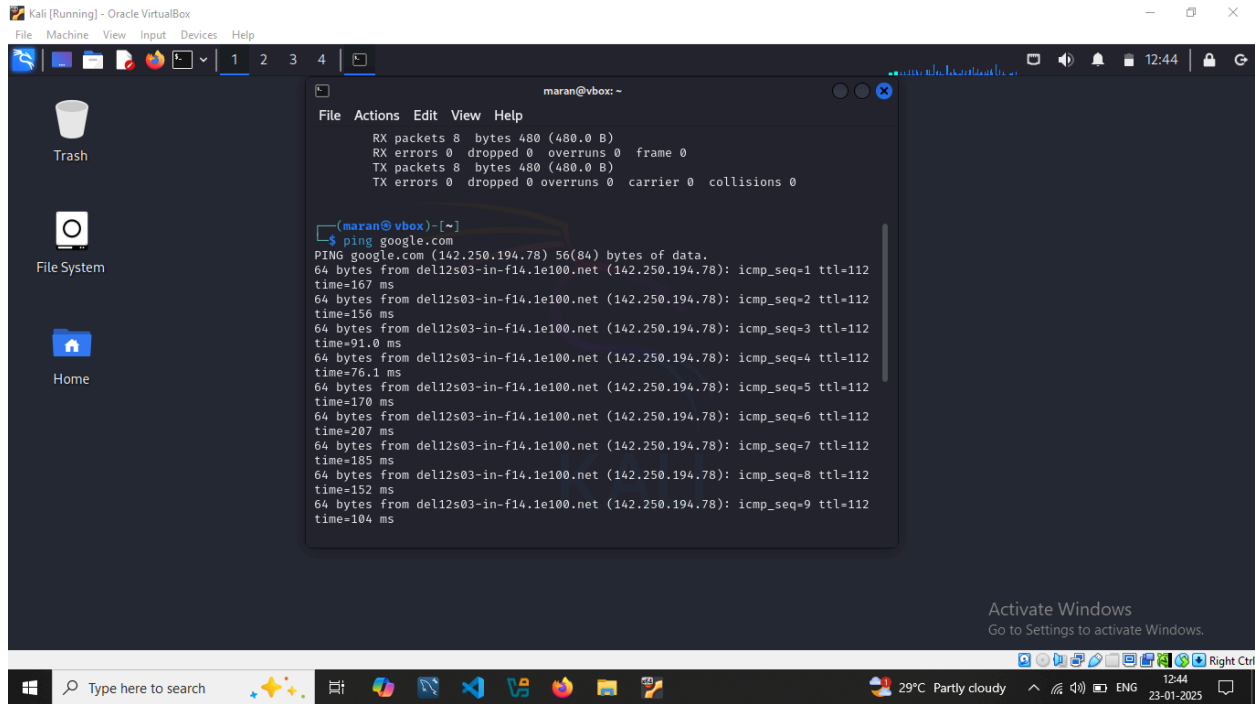 Kali [Running] - Oracle VirtualBox
File Machine View Input Devices Help
1 2 3 4
12:44
maran@vbox: ~
File Actions Edit View Help
RX packets 8 bytes 480 (480.0 B)
RX errors 0 dropped 0 overruns 0 frame 0
TX packets 8 bytes 480 (480.0 B)
TX errors 0 dropped 0 overruns 0 carrier 0 collisions 0
┌──(maran㉿vbox)-[~]
└─$ ping google.com
PING google.com (142.250.194.78) 56(84) bytes of data.
64 bytes from del12s03-in-f14.1e100.net (142.250.194.78): icmp_seq=1 ttl=112
time=167 ms
64 bytes from del12s03-in-f14.1e100.net (142.250.194.78): icmp_seq=2 ttl=112
time=156 ms
64 bytes from del12s03-in-f14.1e100.net (142.250.194.78): icmp_seq=3 ttl=112
time=91.0 ms
64 bytes from del12s03-in-f14.1e100.net (142.250.194.78): icmp_seq=4 ttl=112
time=76.1 ms
64 bytes from del12s03-in-f14.1e100.net (142.250.194.78): icmp_seq=5 ttl=112
time=170 ms
64 bytes from del12s03-in-f14.1e100.net (142.250.194.78): icmp_seq=6 ttl=112
time=207 ms
64 bytes from del12s03-in-f14.1e100.net (142.250.194.78): icmp_seq=7 ttl=112
time=185 ms
64 bytes from del12s03-in-f14.1e100.net (142.250.194.78): icmp_seq=8 ttl=112
time=152 ms
64 bytes from del12s03-in-f14.1e100.net (142.250.194.78): icmp_seq=9 ttl=112
time=104 ms
Trash
File System
Home
KALI
Activate Windows
Go to Settings to activate Windows.
Right Ctrl
Type here to search
29°C Partly cloudy
ENG
12:44
23-01-2025